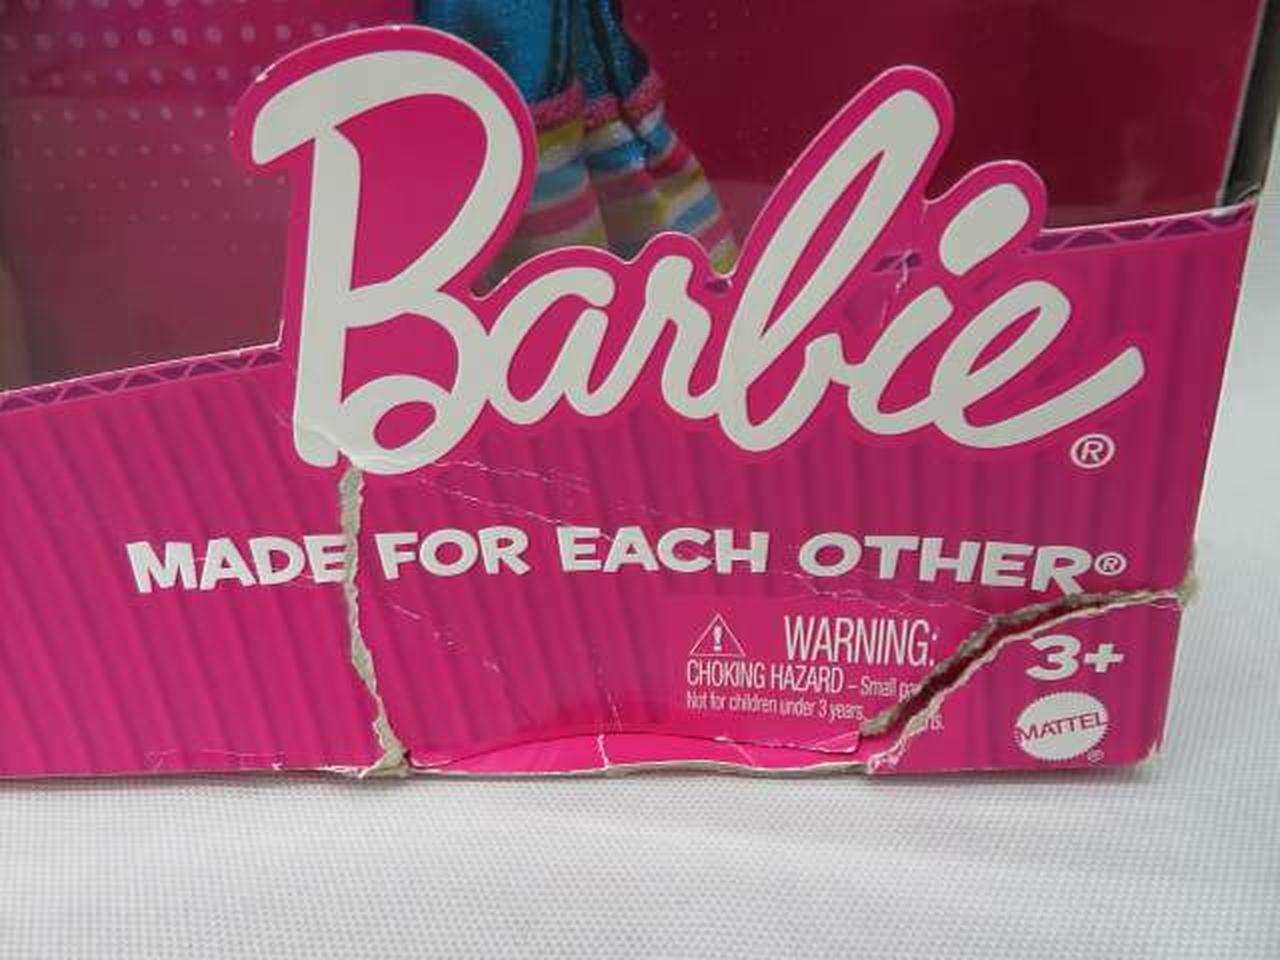 Barbie®
MADE FOR EACH OTHER®
WARNING:
CHOKING HAZARD – Small
Not for children under 3 years.
3+
MATTEL
®